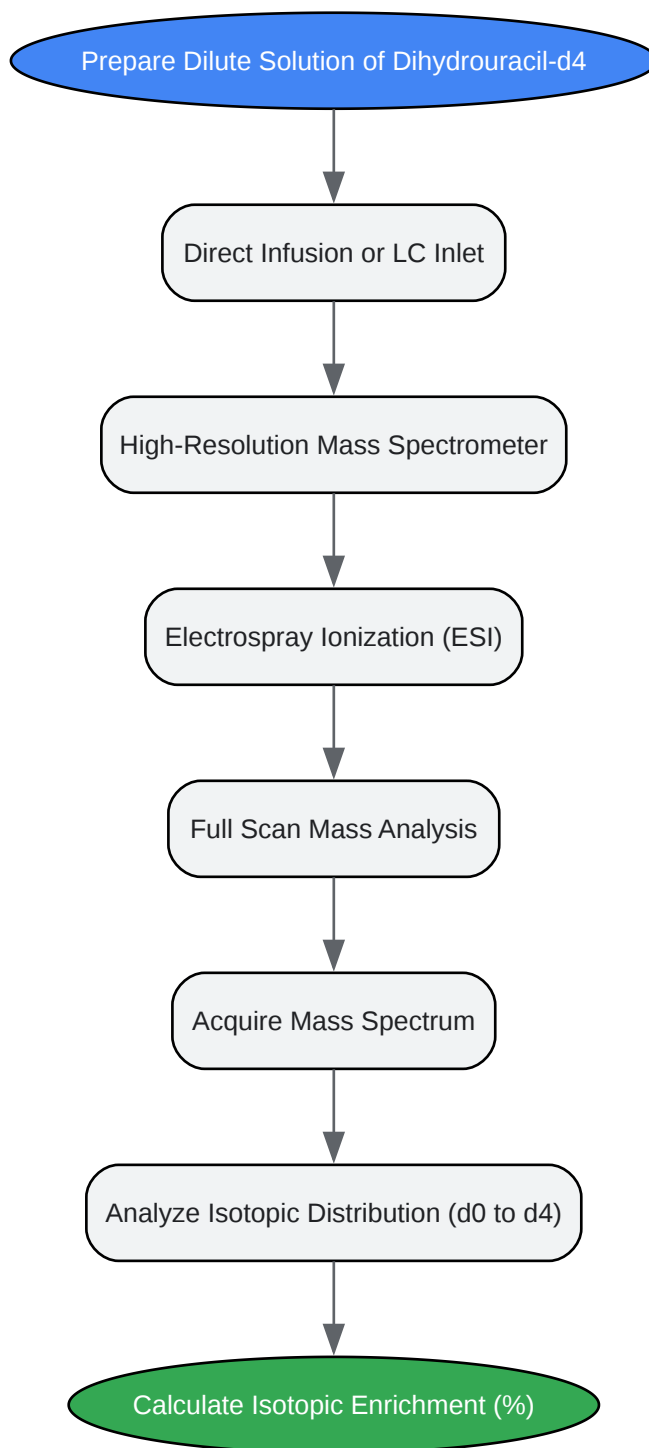 Prepare Dilute Solution of Dihydrouracil-d4
Direct Infusion or LC Inlet
High-Resolution Mass Spectrometer
Electrospray Ionization (ESI)
Full Scan Mass Analysis
Acquire Mass Spectrum
Analyze Isotopic Distribution (d0 to d4)
Calculate Isotopic Enrichment (%)